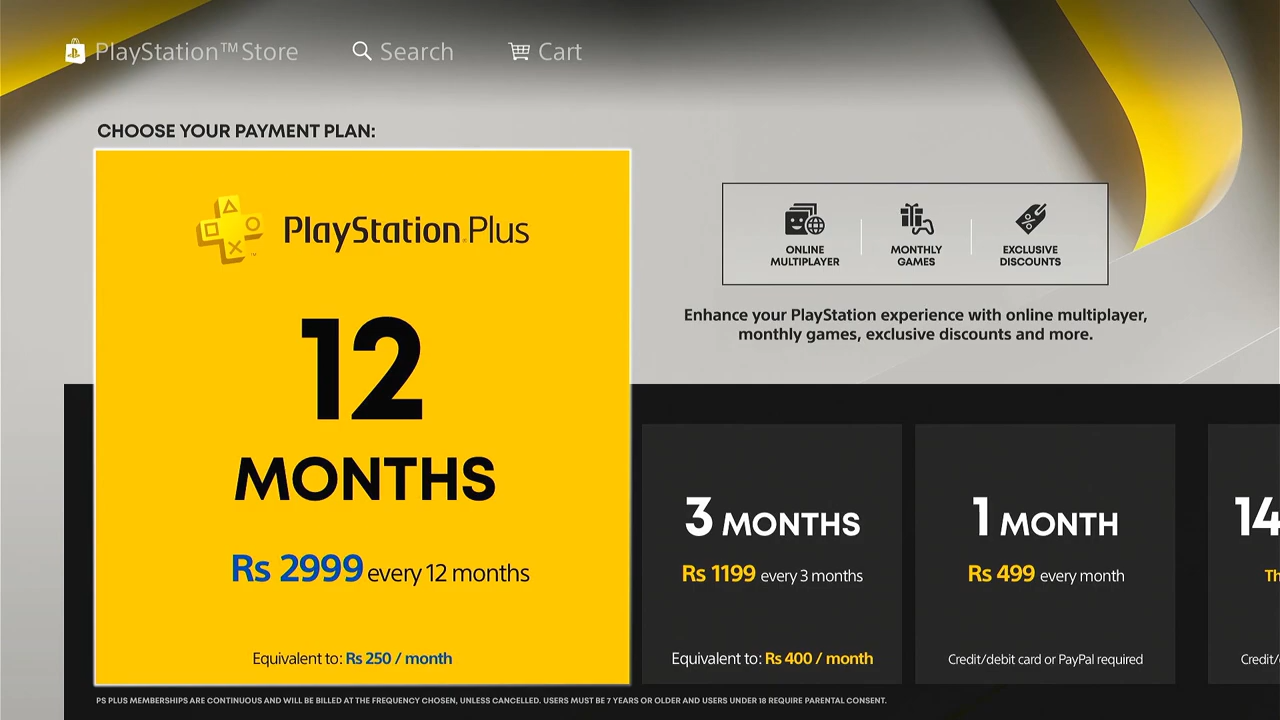 PlayStation™Store
Search
Cart
CHOOSE YOUR PAYMENT PLAN:
PlayStation®Plus
12
MONTHS
Rs 2999 every 12 months
Equivalent to: Rs 250 / month
ONLINE
MULTIPLAYER
MONTHLY
GAMES
EXCLUSIVE
DISCOUNTS
Enhance your PlayStation experience with online multiplayer,
monthly games, exclusive discounts and more.
3 MONTHS
Rs 1199 every 3 months
Equivalent to: Rs 400 / month
1 MONTH
Rs 499 every month
Credit/debit card or PayPal required
14
Th
Credit/
PS PLUS MEMBERSHIPS ARE CONTINUOUS AND WILL BE BILLED AT THE FREQUENCY CHOSEN, UNLESS CANCELLED. USERS MUST BE 7 YEARS OR OLDER AND USERS UNDER 18 REQUIRE PARENTAL CONSENT.